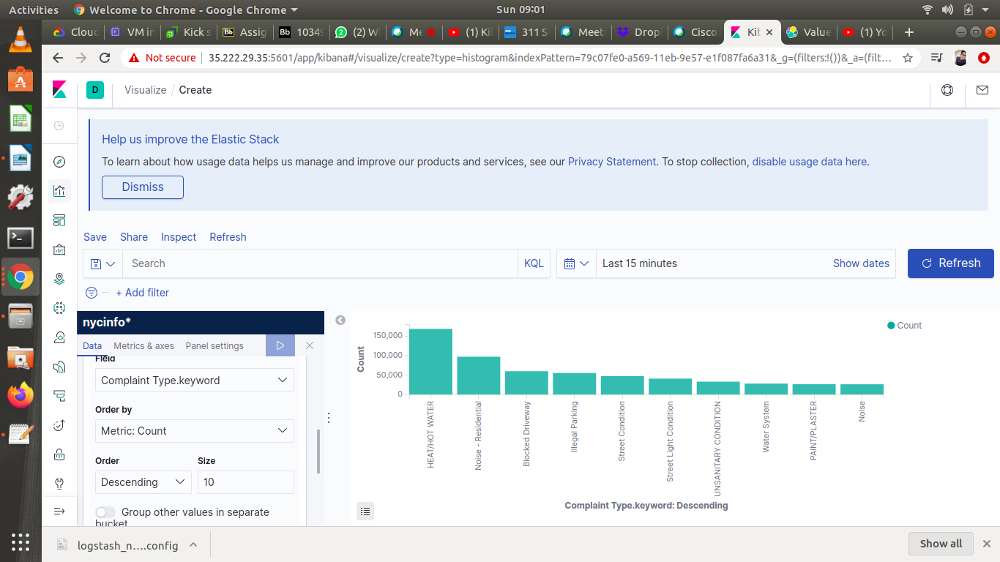 Activities
Welcome to Chrome - Google Chrome
Sun 09:01
Clouc
VM in
Kick s
Bb Assig
Bb 10349
(2) W
Me
(1) Ki
311 S
Meet
Drop
Cisco
Kib
Value
(1) Yo
Not secure
35.222.29.35:5601/app/kibana#/visualize/create?type=histogram&indexPattern=79c07fe0-a569-11eb-9e57-e1f087fa6a31&_g=(filters:!())&_a=(filt...
D
Visualize / Create
Help us improve the Elastic Stack
To learn about how usage data helps us manage and improve our products and services, see our Privacy Statement. To stop collection, disable usage data here.
Dismiss
Save Share Inspect Refresh
Search
KQL
Last 15 minutes
Show dates
Refresh
+ Add filter
nycinfo*
Data Metrics & axes Panel settings
Field
Complaint Type.keyword
Order by
Metric: Count
Order Size
Descending 10
Group other values in separate
bucket
Count
150,000
100,000
50,000
0
HEAT/HOT WATER
Noise - Residential
Blocked Driveway
Illegal Parking
Street Condition
Street Light Condition
UNSANITARY CONDITION
Water System
PAINT/PLASTER
Noise
Complaint Type.keyword: Descending
Count
logstash_n....config
Show all